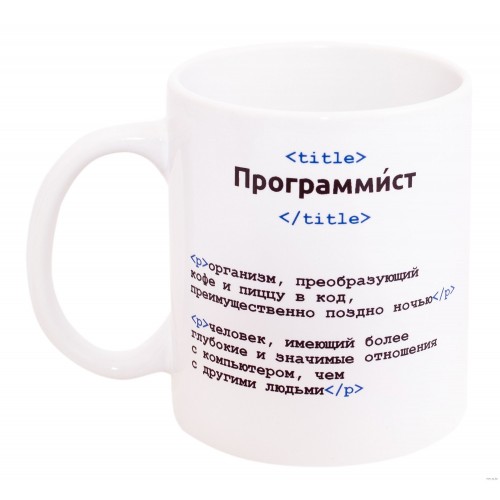 <title>
Программи́ст
</title>
<p>организм, преобразующий
кофе и пиццу в код,
преимущественно поздно ночью</p>
<p>человек, имеющий более
глубокие и значимые отношения
с компьютером, чем
с другими людьми</p>